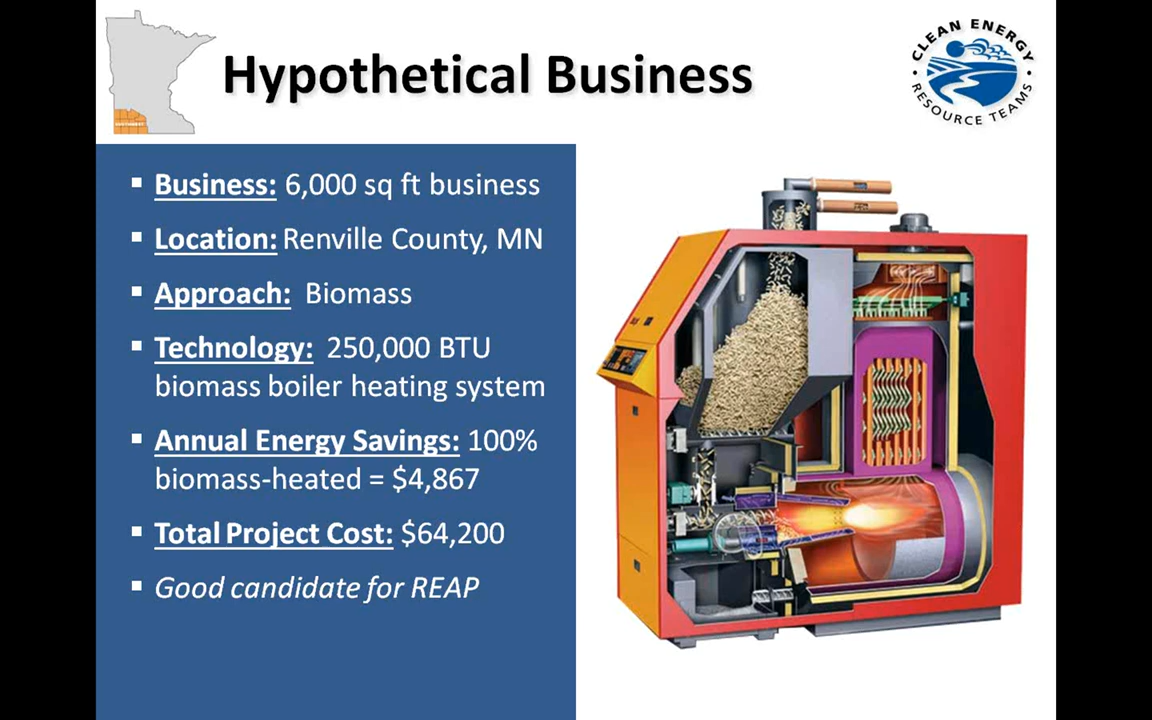 Hypothetical Business
CLEAN ENERGY
RESOURCE TEAMS
▪ Business: 6,000 sq ft business
▪ Location: Renville County, MN
▪ Approach: Biomass
▪ Technology: 250,000 BTU
biomass boiler heating system
▪ Annual Energy Savings: 100%
biomass-heated = $4,867
▪ Total Project Cost: $64,200
▪ Good candidate for REAP